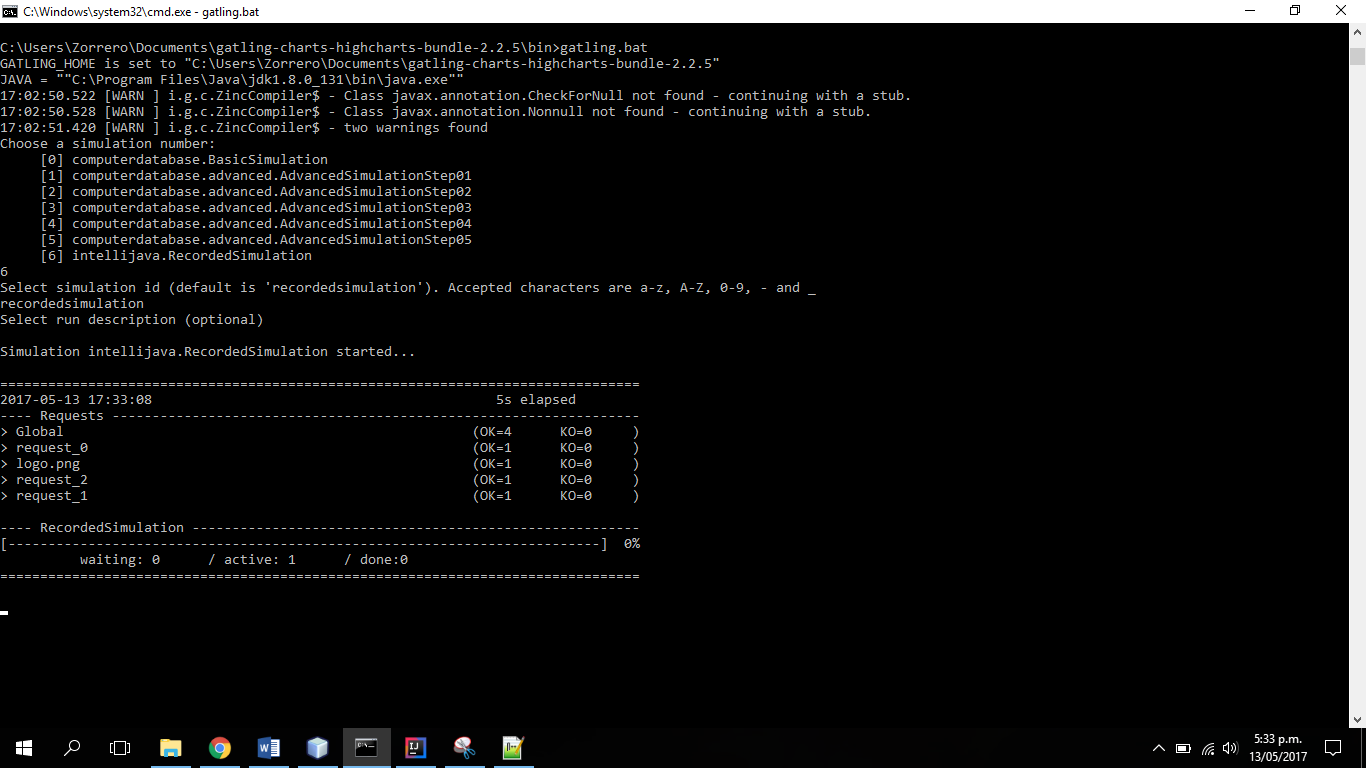 C:\Windows\system32\cmd.exe - gatling.bat
C:\Users\Zorrero\Documents\gatling-charts-highcharts-bundle-2.2.5\bin>gatling.bat
GATLING_HOME is set to "C:\Users\Zorrero\Documents\gatling-charts-highcharts-bundle-2.2.5"
JAVA = ""C:\Program Files\Java\jdk1.8.0_131\bin\java.exe""
17:02:50.522 [WARN ] i.g.c.ZincCompiler$ - Class javax.annotation.CheckForNull not found - continuing with a stub.
17:02:50.528 [WARN ] i.g.c.ZincCompiler$ - Class javax.annotation.Nonnull not found - continuing with a stub.
17:02:51.420 [WARN ] i.g.c.ZincCompiler$ - two warnings found
Choose a simulation number:
     [0] computerdatabase.BasicSimulation
     [1] computerdatabase.advanced.AdvancedSimulationStep01
     [2] computerdatabase.advanced.AdvancedSimulationStep02
     [3] computerdatabase.advanced.AdvancedSimulationStep03
     [4] computerdatabase.advanced.AdvancedSimulationStep04
     [5] computerdatabase.advanced.AdvancedSimulationStep05
     [6] intellijava.RecordedSimulation
6
Select simulation id (default is 'recordedsimulation'). Accepted characters are a-z, A-Z, 0-9, - and _
recordedsimulation
Select run description (optional)
Simulation intellijava.RecordedSimulation started...
================================================================================
2017-05-13 17:33:08                                           5s elapsed
---- Requests ------------------------------------------------------------------
> Global                                                   (OK=4      KO=0     )
> request_0                                                (OK=1      KO=0     )
> logo.png                                                 (OK=1      KO=0     )
> request_2                                                (OK=1      KO=0     )
> request_1                                                (OK=1      KO=0     )
---- RecordedSimulation --------------------------------------------------------
[--------------------------------------------------------------------------]  0%
          waiting: 0      / active: 1      / done:0
================================================================================
5:33 p.m.
13/05/2017